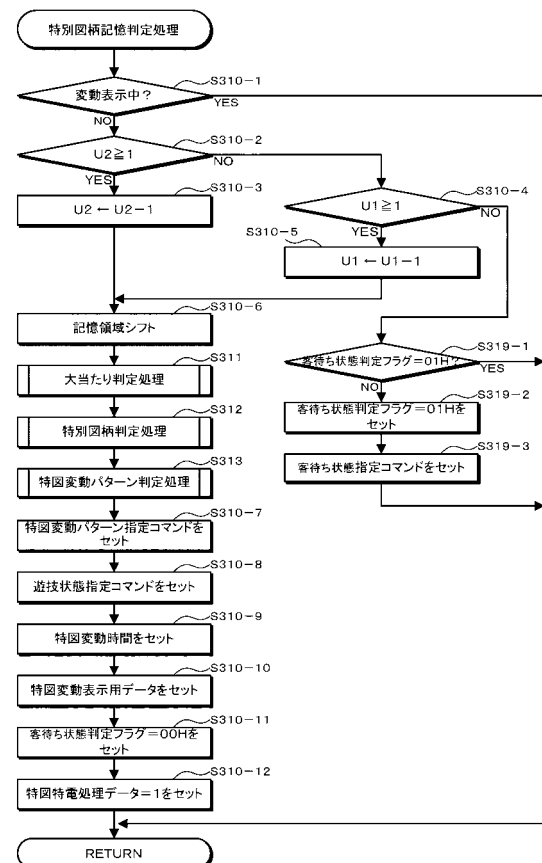 特別図柄記憶判定処理
S310-1
変動表示中?
YES
NO
S310-2
U2≧1
NO
YES
S310-3
U2 ← U2-1
S310-4
U1≧1
NO
YES
S310-5
U1 ← U1-1
S310-6
記憶領域シフト
S311
大当たり判定処理
S312
特別図柄判定処理
S313
特図変動パターン判定処理
S319-1
客待ち状態判定フラグ=01H?
YES
NO
S319-2
客待ち状態判定フラグ=01Hを
セット
S319-3
客待ち状態指定コマンドをセット
S310-7
特図変動パターン指定コマンドを
セット
S310-8
遊技状態指定コマンドをセット
S310-9
特図変動時間をセット
S310-10
特図変動表示用データをセット
S310-11
客待ち状態判定フラグ=00Hを
セット
S310-12
特図特電処理データ=1をセット
RETURN